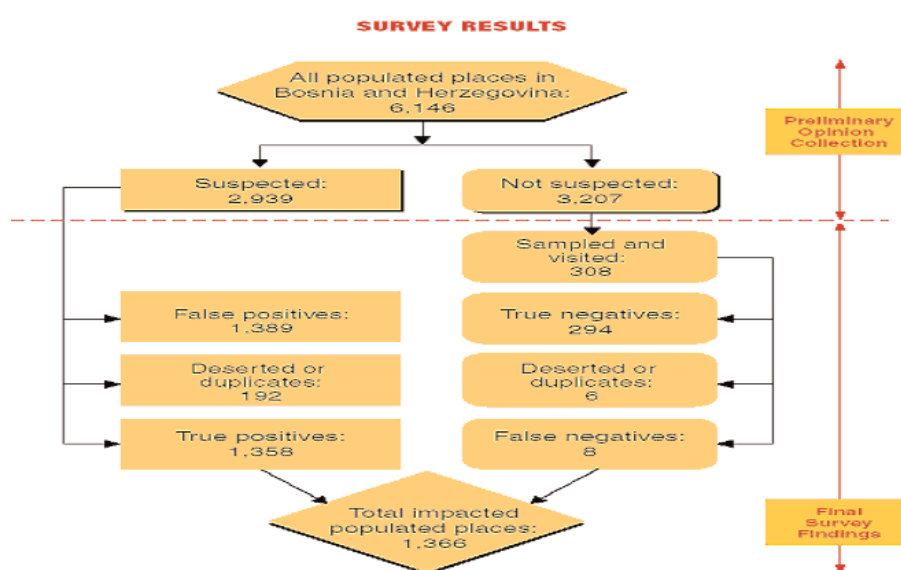 SURVEY RESULTS
All populated places in
Bosnia and Herzegovina:
6,146
Preliminary
Opinion
Collection
Suspected:
2,939
Not suspected:
3,207
Sampled and
visited:
308
False positives:
1,389
True negatives:
294
Deserted or
duplicates:
192
Deserted or
duplicates:
6
True positives:
1,358
False negatives:
8
Total impacted
populated places:
1,366
Final
Survey
Findings